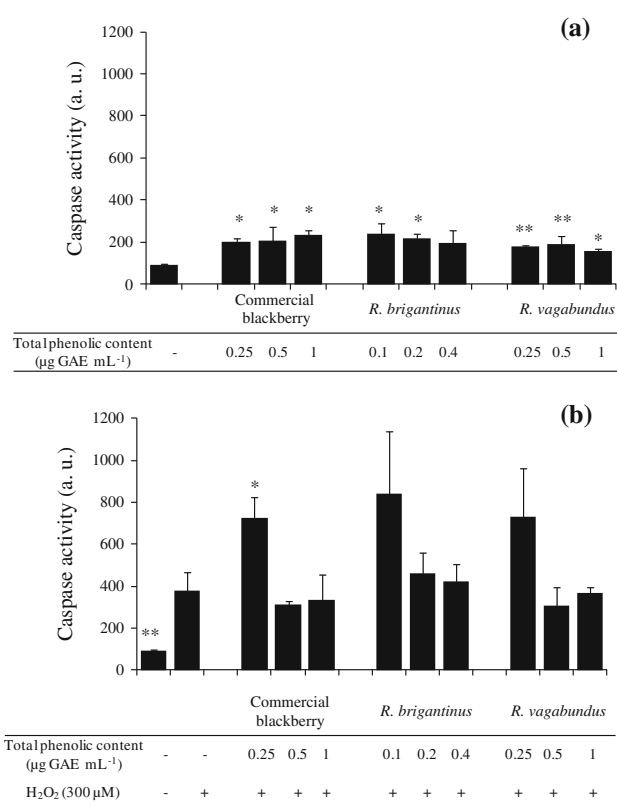 (a)
Caspase activity (a. u.)
1200
1000
800
600
400
200
0
* * * * * ** ** *
Commercial blackberry
R. brigantinus
R. vagabundus
Total phenolic content (µg GAE mL-1) - 0.25 0.5 1 0.1 0.2 0.4 0.25 0.5 1
(b)
Caspase activity (a. u.)
1200
1000
800
600
400
200
0
** *
Commercial blackberry
R. brigantinus
R. vagabundus
Total phenolic content (µg GAE mL-1) - - 0.25 0.5 1 0.1 0.2 0.4 0.25 0.5 1
H2O2 (300 µM) - + + + + + + + + + +